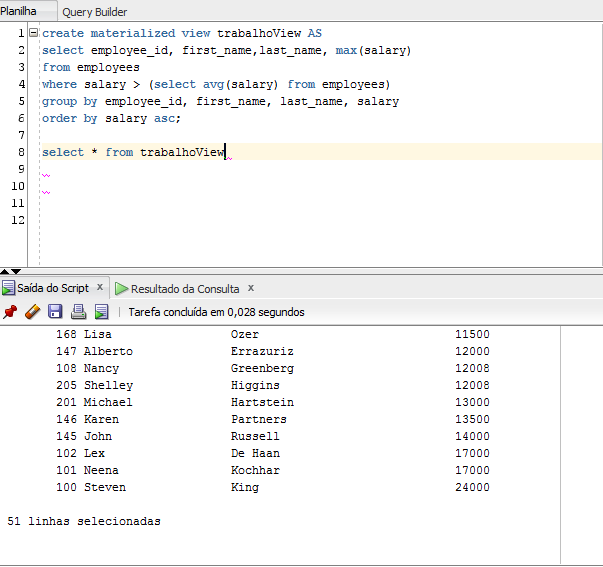 Planilha Query Builder
1 create materialized view trabalhoView AS
2 select employee_id, first_name,last_name, max(salary)
3 from employees
4 where salary > (select avg(salary) from employees)
5 group by employee_id, first_name, last_name, salary
6 order by salary asc;
7
8 select * from trabalhoView
9
10
11
12
Saída do Script x Resultado da Consulta x
Tarefa concluída em 0,028 segundos
168 Lisa Ozer 11500
147 Alberto Errazuriz 12000
108 Nancy Greenberg 12008
205 Shelley Higgins 12008
201 Michael Hartstein 13000
146 Karen Partners 13500
145 John Russell 14000
102 Lex De Haan 17000
101 Neena Kochhar 17000
100 Steven King 24000
51 linhas selecionadas